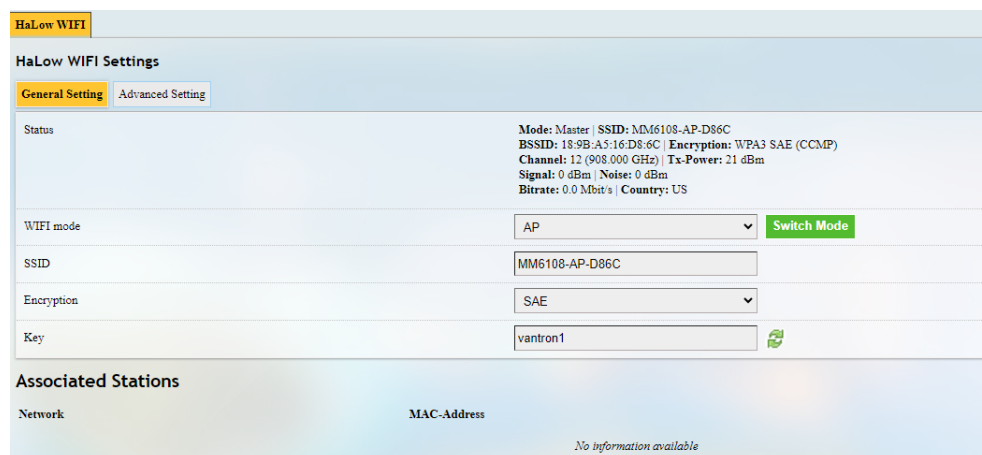 HaLow WIFI
HaLow WIFI Settings
General Setting Advanced Setting
Status
Mode: Master | SSID: MM6108-AP-D86C
BSSID: 18:9B:A5:16:D8:6C | Encryption: WPA3 SAE (CCMP)
Channel: 12 (908.000 GHz) | Tx-Power: 21 dBm
Signal: 0 dBm | Noise: 0 dBm
Bitrate: 0.0 Mbit/s | Country: US
WIFI mode AP Switch Mode
SSID MM6108-AP-D86C
Encryption SAE
Key vantron1
Associated Stations
Network MAC-Address
No information available